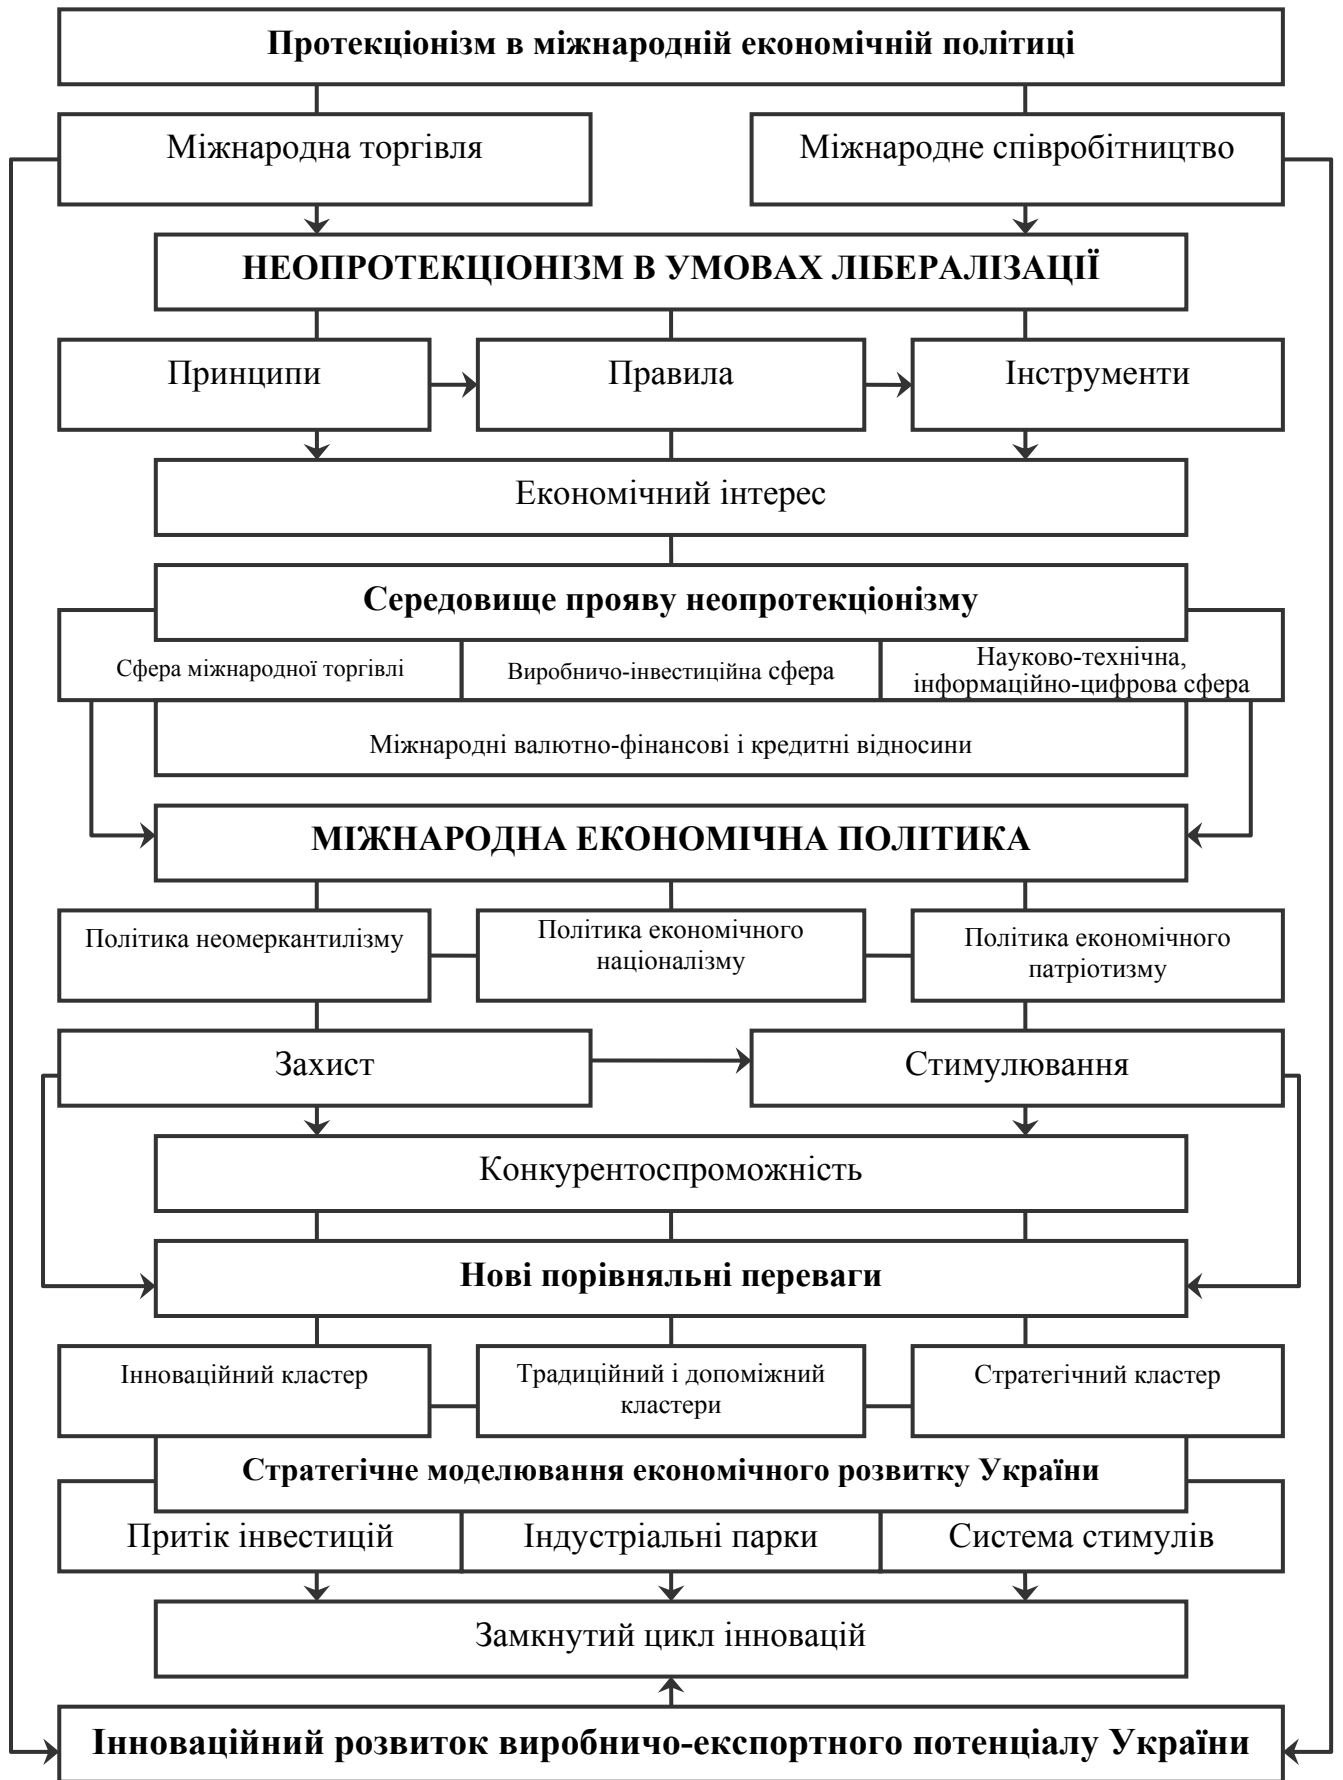 Протекціонізм в міжнародній економічній політиці
Міжнародна торгівля
Міжнародне співробітництво
НЕОПРОТЕКЦІОНІЗМ В УМОВАХ ЛІБЕРАЛІЗАЦІЇ
Принципи
Правила
Інструменти
Економічний інтерес
Середовище прояву неопротекціонізму
Сфера міжнародної торгівлі
Виробничо-інвестиційна сфера
Науково-технічна,
інформаційно-цифрова сфера
Міжнародні валютно-фінансові і кредитні відносини
МІЖНАРОДНА ЕКОНОМІЧНА ПОЛІТИКА
Політика неомеркантилізму
Політика економічного
націоналізму
Політика економічного
патріотизму
Захист
Стимулювання
Конкурентоспроможність
Нові порівняльні переваги
Інноваційний кластер
Традиційний і допоміжний
кластери
Стратегічний кластер
Стратегічне моделювання економічного розвитку України
Притік інвестицій
Індустріальні парки
Система стимулів
Замкнутий цикл інновацій
Інноваційний розвиток виробничо-експортного потенціалу України